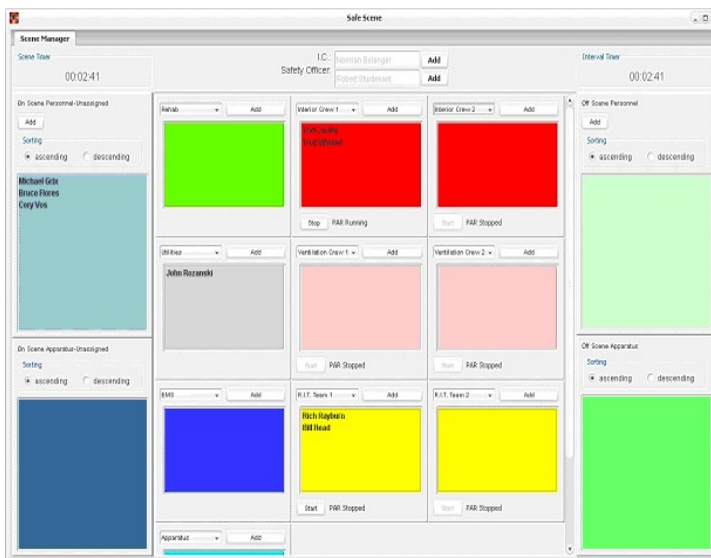 Safe Scene
Scene Manager
Scene Timer
00:02:41
I.C.:
Norman Belanger
Add
Safety Officer:
Robert Sturdevant
Add
Interval Timer
00:02:41
On Scene Personnel-Unassigned
Add
Sorting
ascending
descending
Michael Grix
Bruce Flores
Cory Vos
On Scene Apparatus-Unassigned
Sorting
ascending
descending
Rehab
Add
Interior Crew 1
Add
Stop
PAR Running
Interior Crew 2
Add
Start
PAR Stopped
Utilities
Add
John Rozanski
Ventilation Crew 1
Add
Start
PAR Stopped
Ventilation Crew 2
Add
Start
PAR Stopped
EMS
Add
R.I.T. Team 1
Add
Rich Rayburn
Bill Head
Start
PAR Stopped
R.I.T. Team 2
Add
Start
PAR Stopped
Apparatus
Add
Off Scene Personnel
Add
Sorting
ascending
descending
Off Scene Apparatus
Sorting
ascending
descending